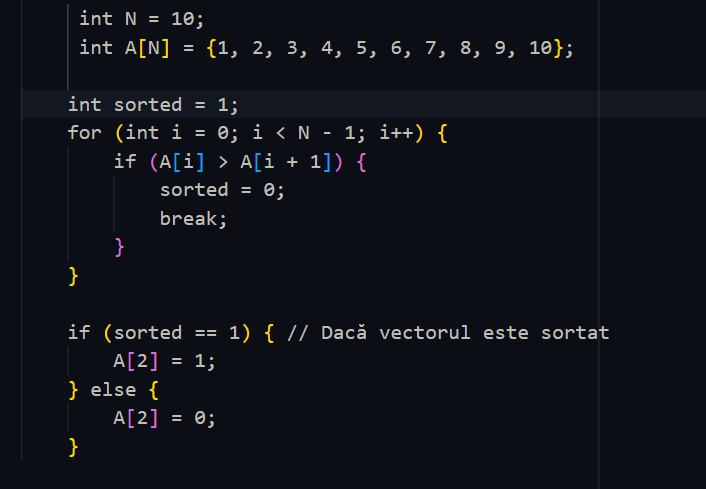 int N = 10;
int A[N] = {1, 2, 3, 4, 5, 6, 7, 8, 9, 10};
int sorted = 1;
for (int i = 0; i < N - 1; i++) {
if (A[i] > A[i + 1]) {
sorted = 0;
break;
}
}
if (sorted == 1) { // Dacă vectorul este sortat
A[2] = 1;
} else {
A[2] = 0;
}